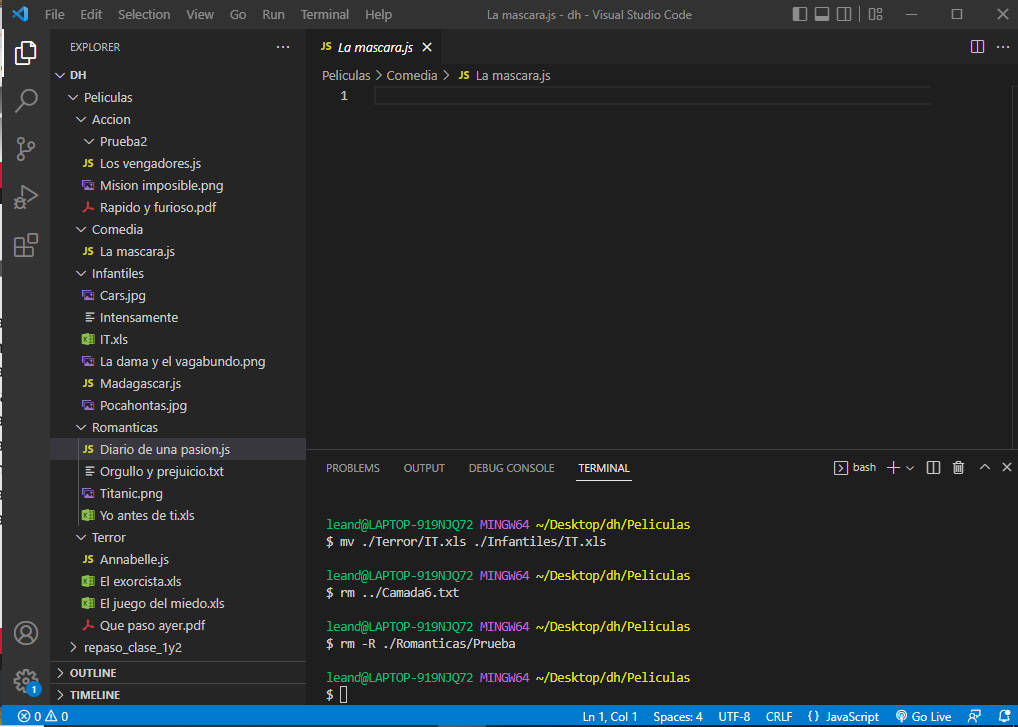 File Edit Selection View Go Run Terminal Help La mascara.js - dh - Visual Studio Code
EXPLORER
JS La mascara.js
Peliculas > Comedia > JS La mascara.js
1
DH
Peliculas
Accion
Prueba2
JS Los vengadores.js
Mision imposible.png
Rapido y furioso.pdf
Comedia
JS La mascara.js
Infantiles
Cars.jpg
Intensamente
IT.xls
La dama y el vagabundo.png
JS Madagascar.js
Pocahontas.jpg
Romanticas
JS Diario de una pasion.js
Orgullo y prejuicio.txt
Titanic.png
Yo antes de ti.xls
Terror
JS Annabelle.js
El exorcista.xls
El juego del miedo.xls
Que paso ayer.pdf
repaso_clase_1y2
OUTLINE
TIMELINE
PROBLEMS OUTPUT DEBUG CONSOLE TERMINAL bash
leand@LAPTOP-919NJQ72 MINGW64 ~/Desktop/dh/Peliculas
$ mv ./Terror/IT.xls ./Infantiles/IT.xls
leand@LAPTOP-919NJQ72 MINGW64 ~/Desktop/dh/Peliculas
$ rm ../Camada6.txt
leand@LAPTOP-919NJQ72 MINGW64 ~/Desktop/dh/Peliculas
$ rm -R ./Romanticas/Prueba
leand@LAPTOP-919NJQ72 MINGW64 ~/Desktop/dh/Peliculas
$
1
0 0 Ln 1, Col 1 Spaces: 4 UTF-8 CRLF {} JavaScript Go Live